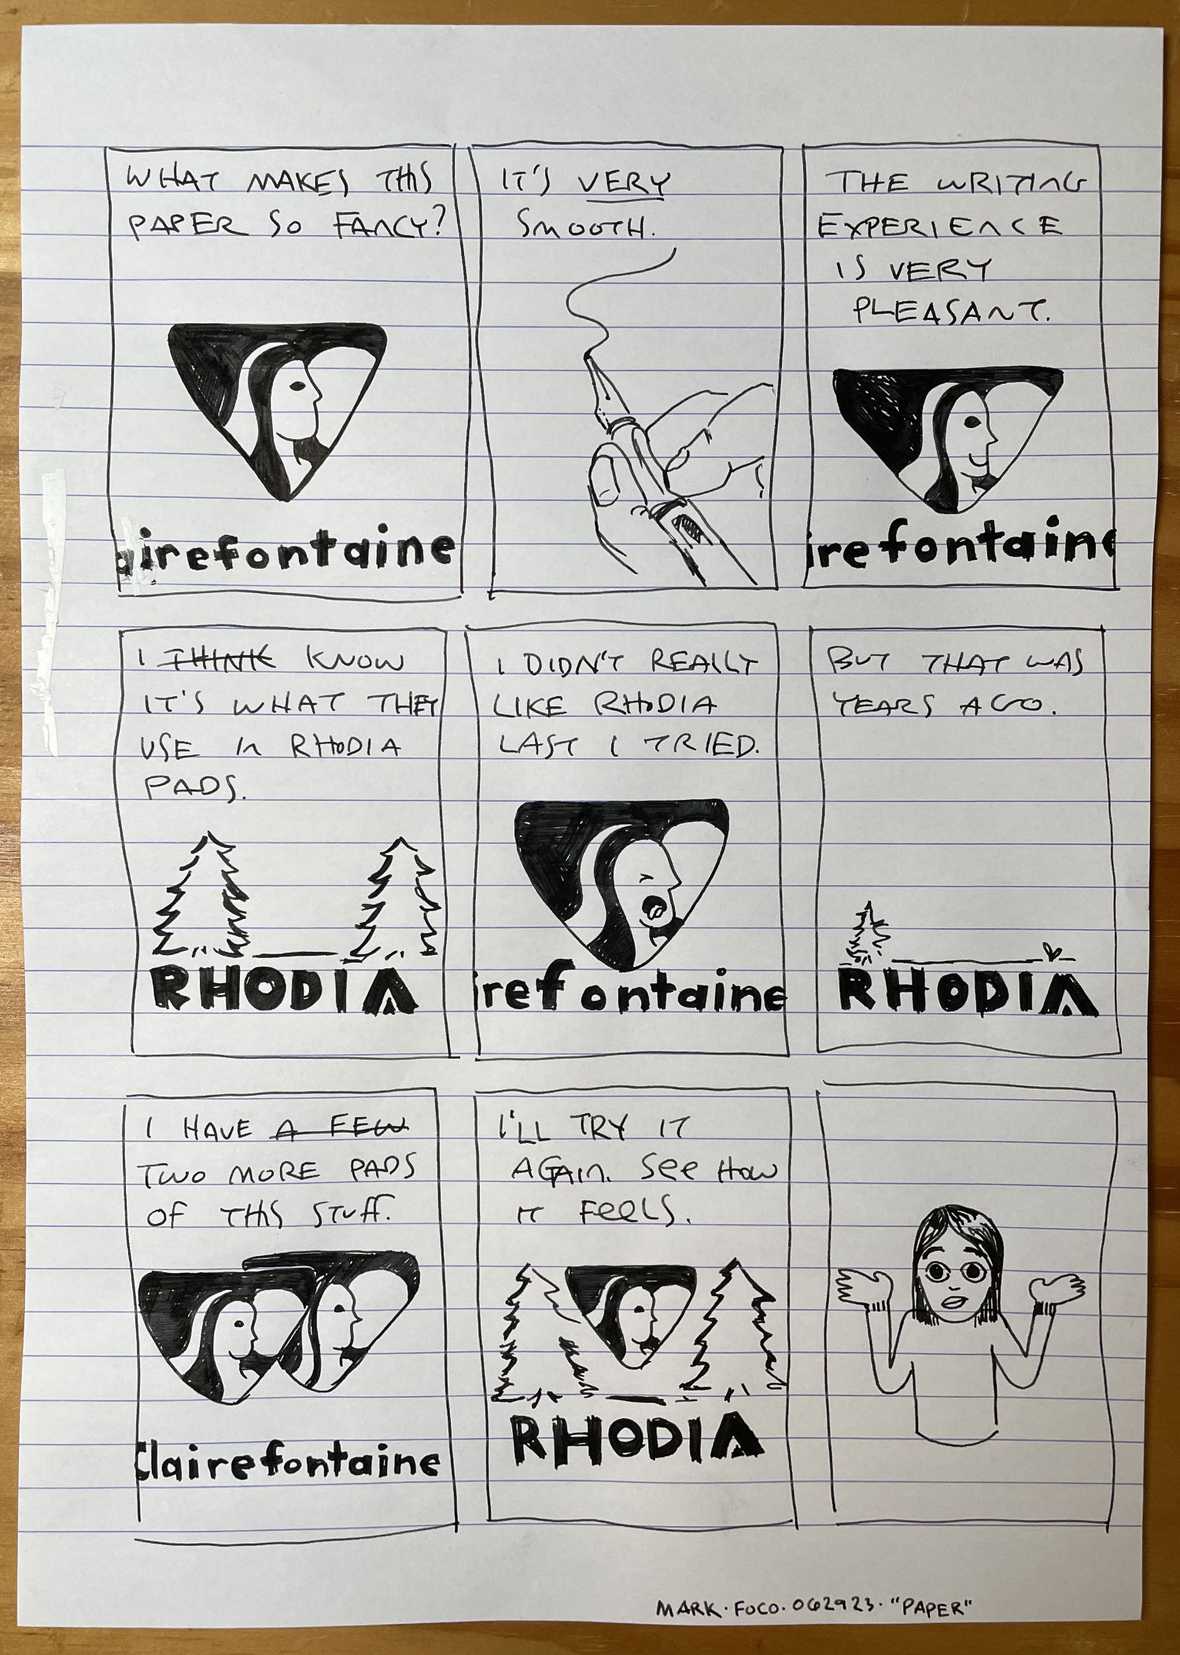 WHAT MAKES THIS
PAPER SO FANCY?
airefontaine
IT'S VERY
SMOOTH.
THE WRITING
EXPERIENCE
IS VERY
PLEASANT.
irefontain
I THINK KNOW
IT'S WHAT THEY
USE IN RHODIA
PADS.
RHODIA
I DIDN'T REALLY
LIKE RHODIA
LAST I TRIED.
irefontaine
BUT THAT WAS
YEARS AGO.
RHODIA
I HAVE A FEW
TWO MORE PADS
OF THIS STUFF.
Clairefontaine
I'LL TRY IT
AGAIN. SEE HOW
IT FEELS.
RHODIA
MARK·FOCO·062923·"PAPER"